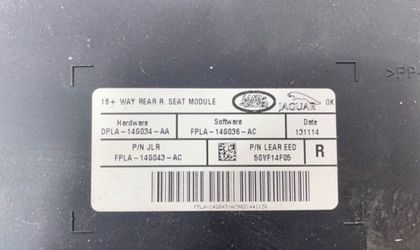 >PP
18+ WAY REAR R. SEAT MODULE
LAND ROVER
JAGUAR
OK
Hardware Software Date
DPLA-14G034-AA FPLA-14G036-AC 131114
P/N JLR P/N LEAR EED
FPLA-14G043-AC 50YF14F05 R